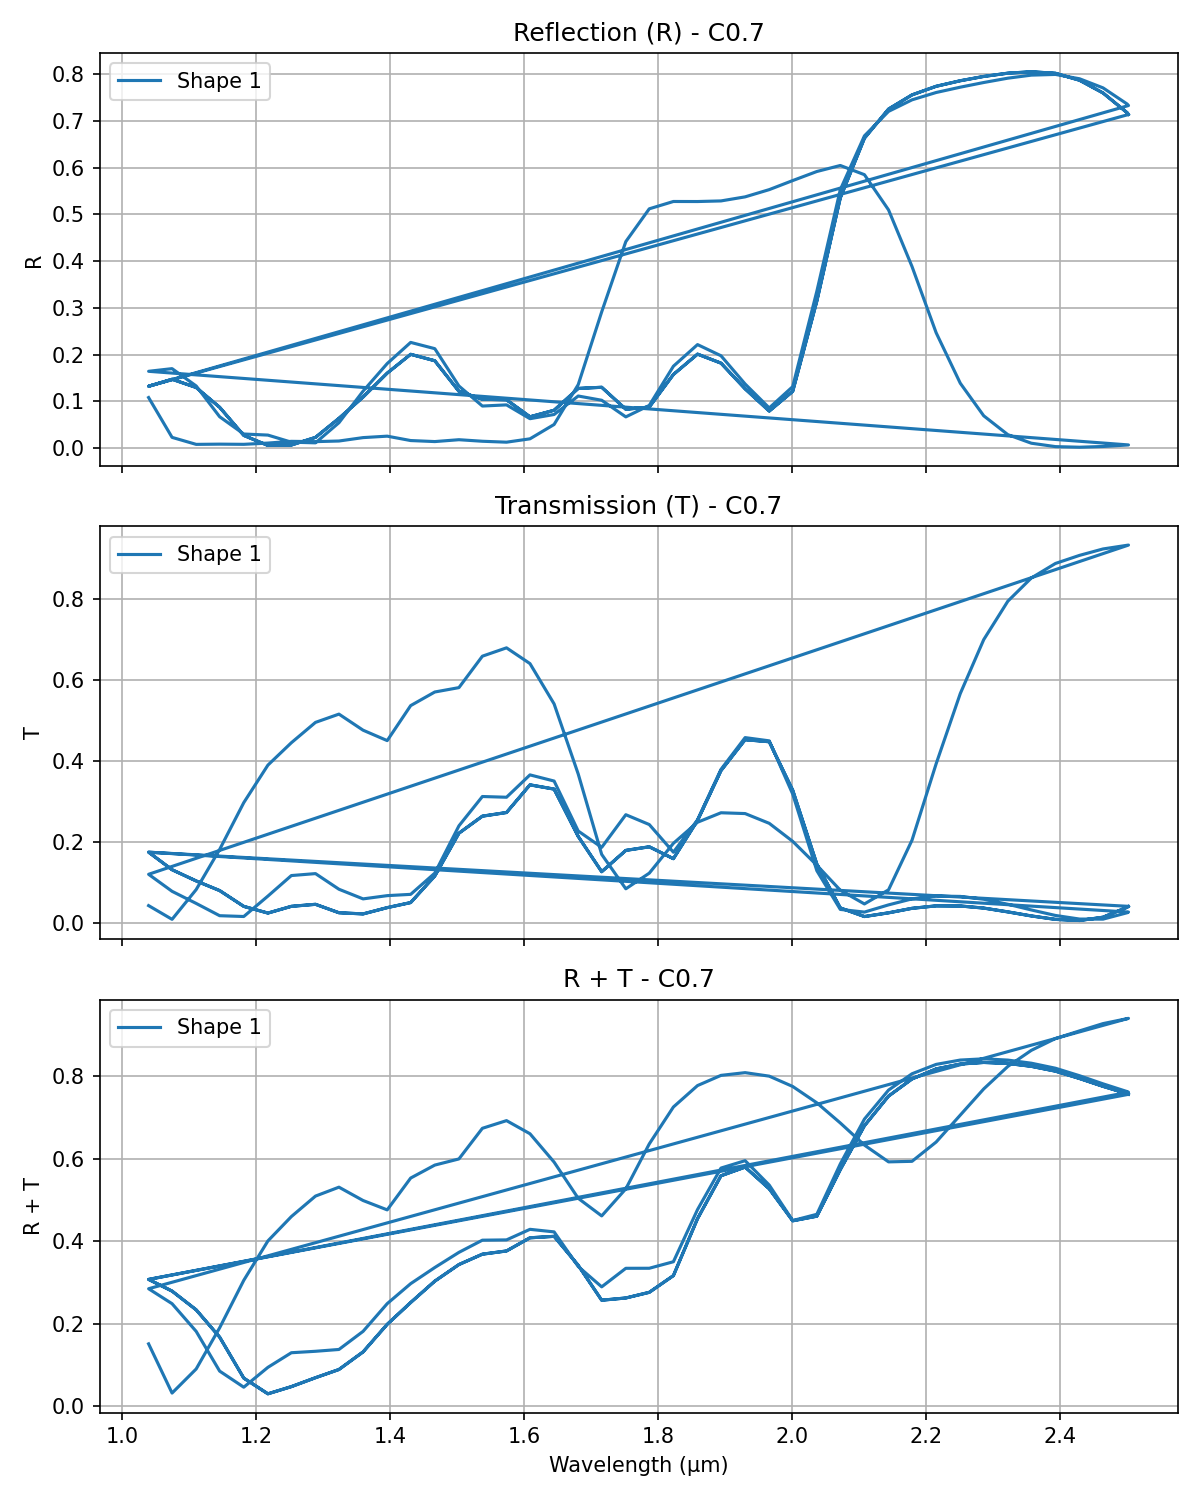 Reflection (R) - C0.7
Shape 1
R
0.8
0.7
0.6
0.5
0.4
0.3
0.2
0.1
0.0
Transmission (T) - C0.7
Shape 1
T
0.8
0.6
0.4
0.2
0.0
R + T - C0.7
Shape 1
R + T
0.8
0.6
0.4
0.2
0.0
1.0 1.2 1.4 1.6 1.8 2.0 2.2 2.4
Wavelength (μm)